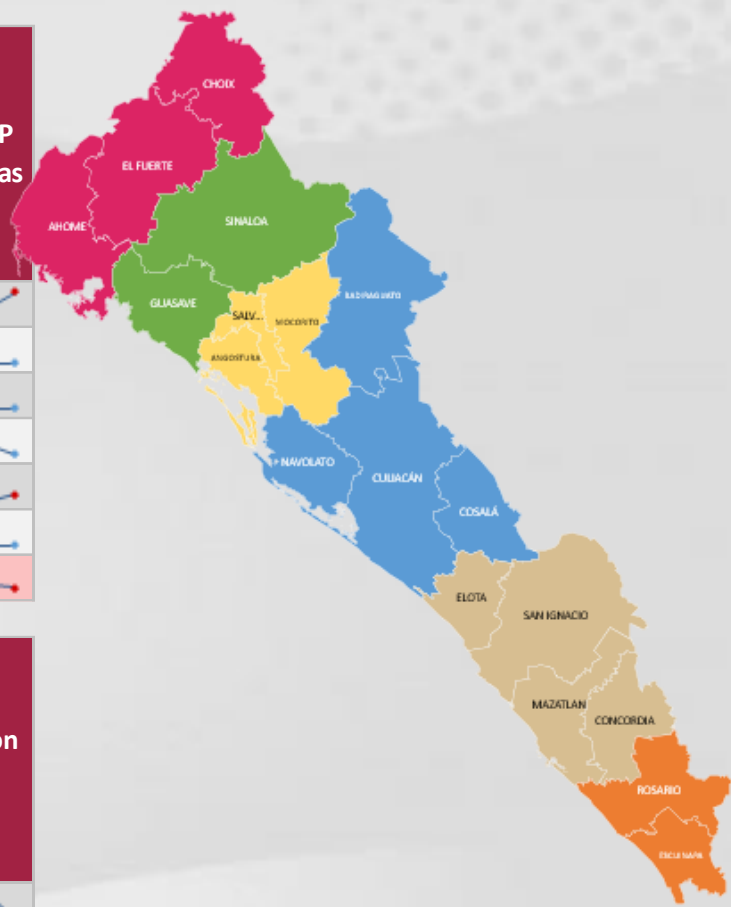 P
as
on
CHOIX
EL FUERTE
AHOME
SINALOA
GUASAVE
BADIRAGUATO
SALV...
MOCORITO
ANGOSTURA
NAVOLATO
CULIACÁN
COSALÁ
ELOTA
SAN IGNACIO
MAZATLAN
CONCORDIA
ROSARIO
ESCUINAPA